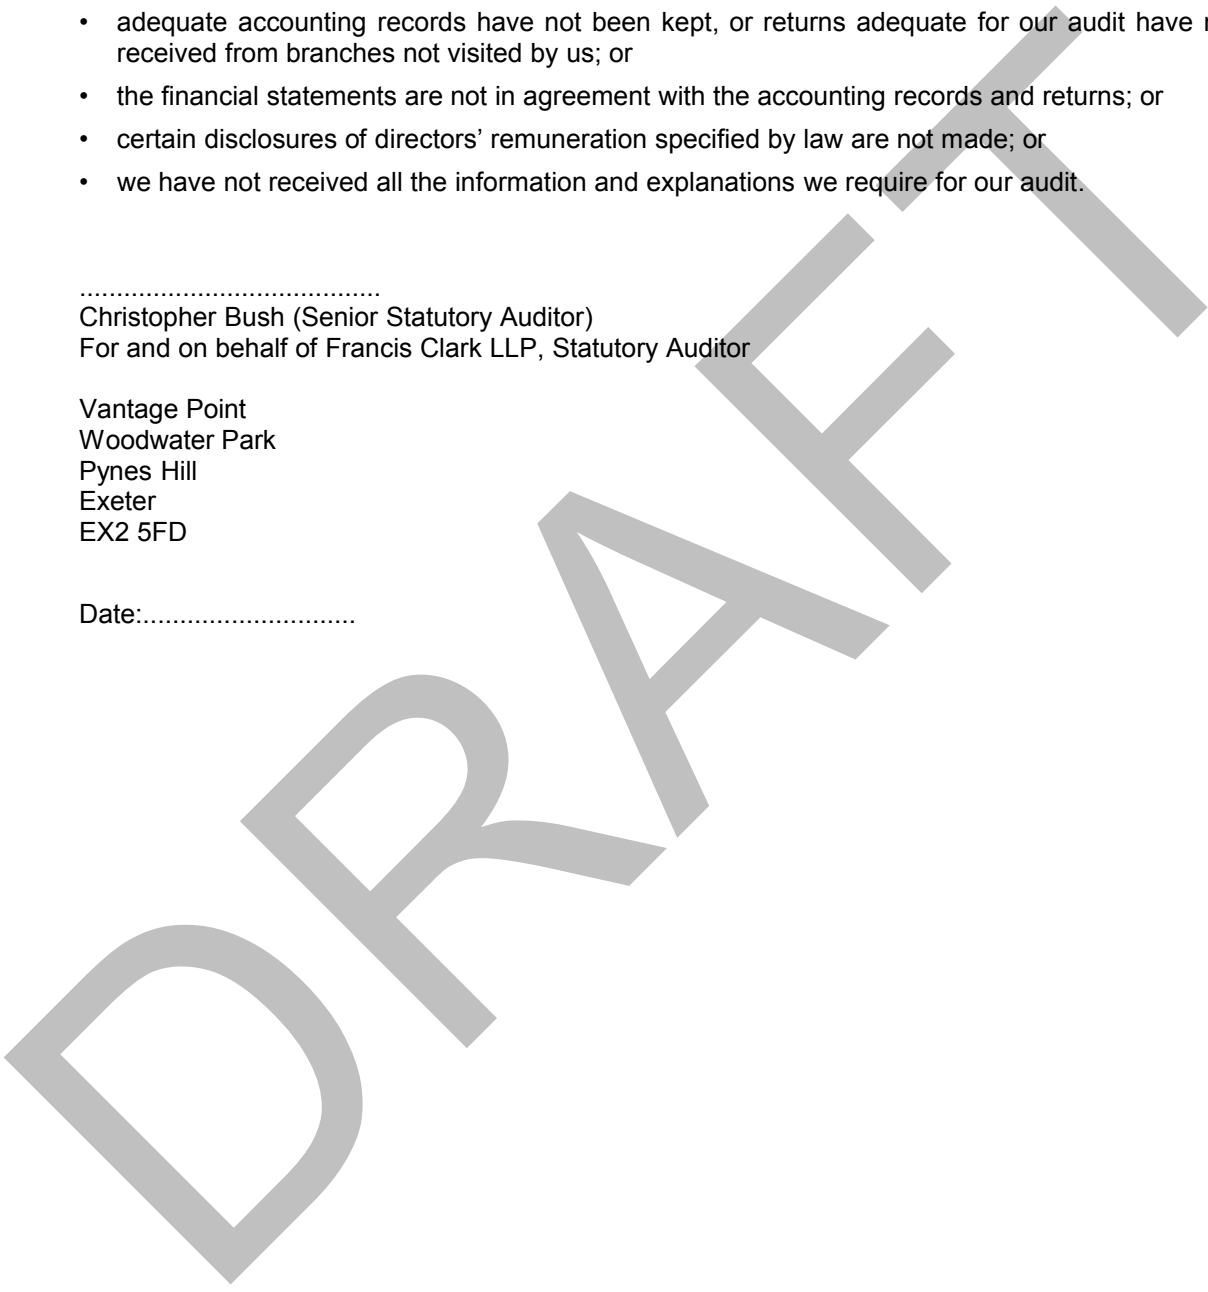 • adequate accounting records have not been kept, or returns adequate for our audit have
received from branches not visited by us; or
• the financial statements are not in agreement with the accounting records and returns; or
• certain disclosures of directors’ remuneration specified by law are not made; or
• we have not received all the information and explanations we require for our audit.
.........................................
Christopher Bush (Senior Statutory Auditor)
For and on behalf of Francis Clark LLP, Statutory Auditor
Vantage Point
Woodwater Park
Pynes Hill
Exeter
EX2 5FD
Date:.............................
DRAFT